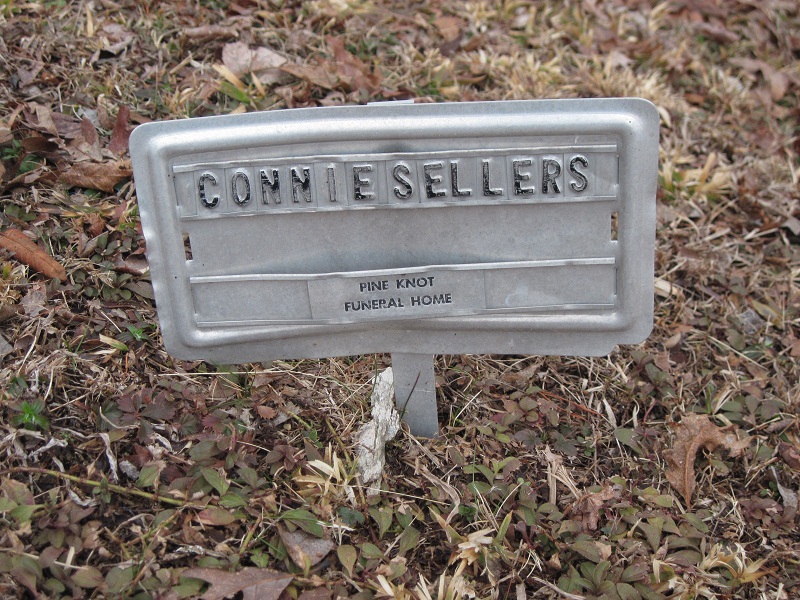 CONNIE SELLERS
PINE KNOT
FUNERAL HOME